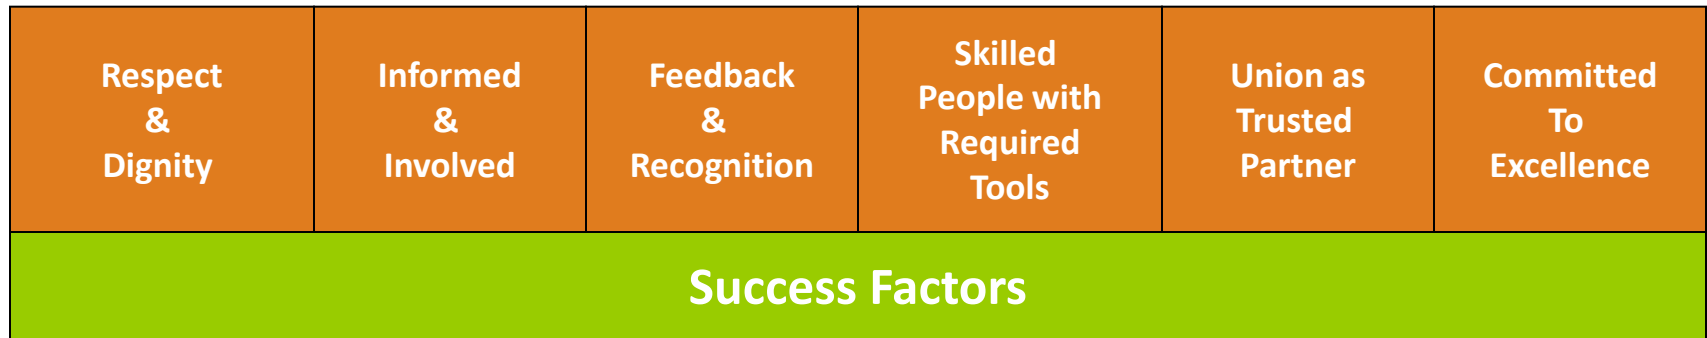 Respect
&
Dignity
Informed
&
Involved
Feedback
&
Recognition
Skilled
People with
Required
Tools
Union as
Trusted
Partner
Committed
To
Excellence
Success Factors